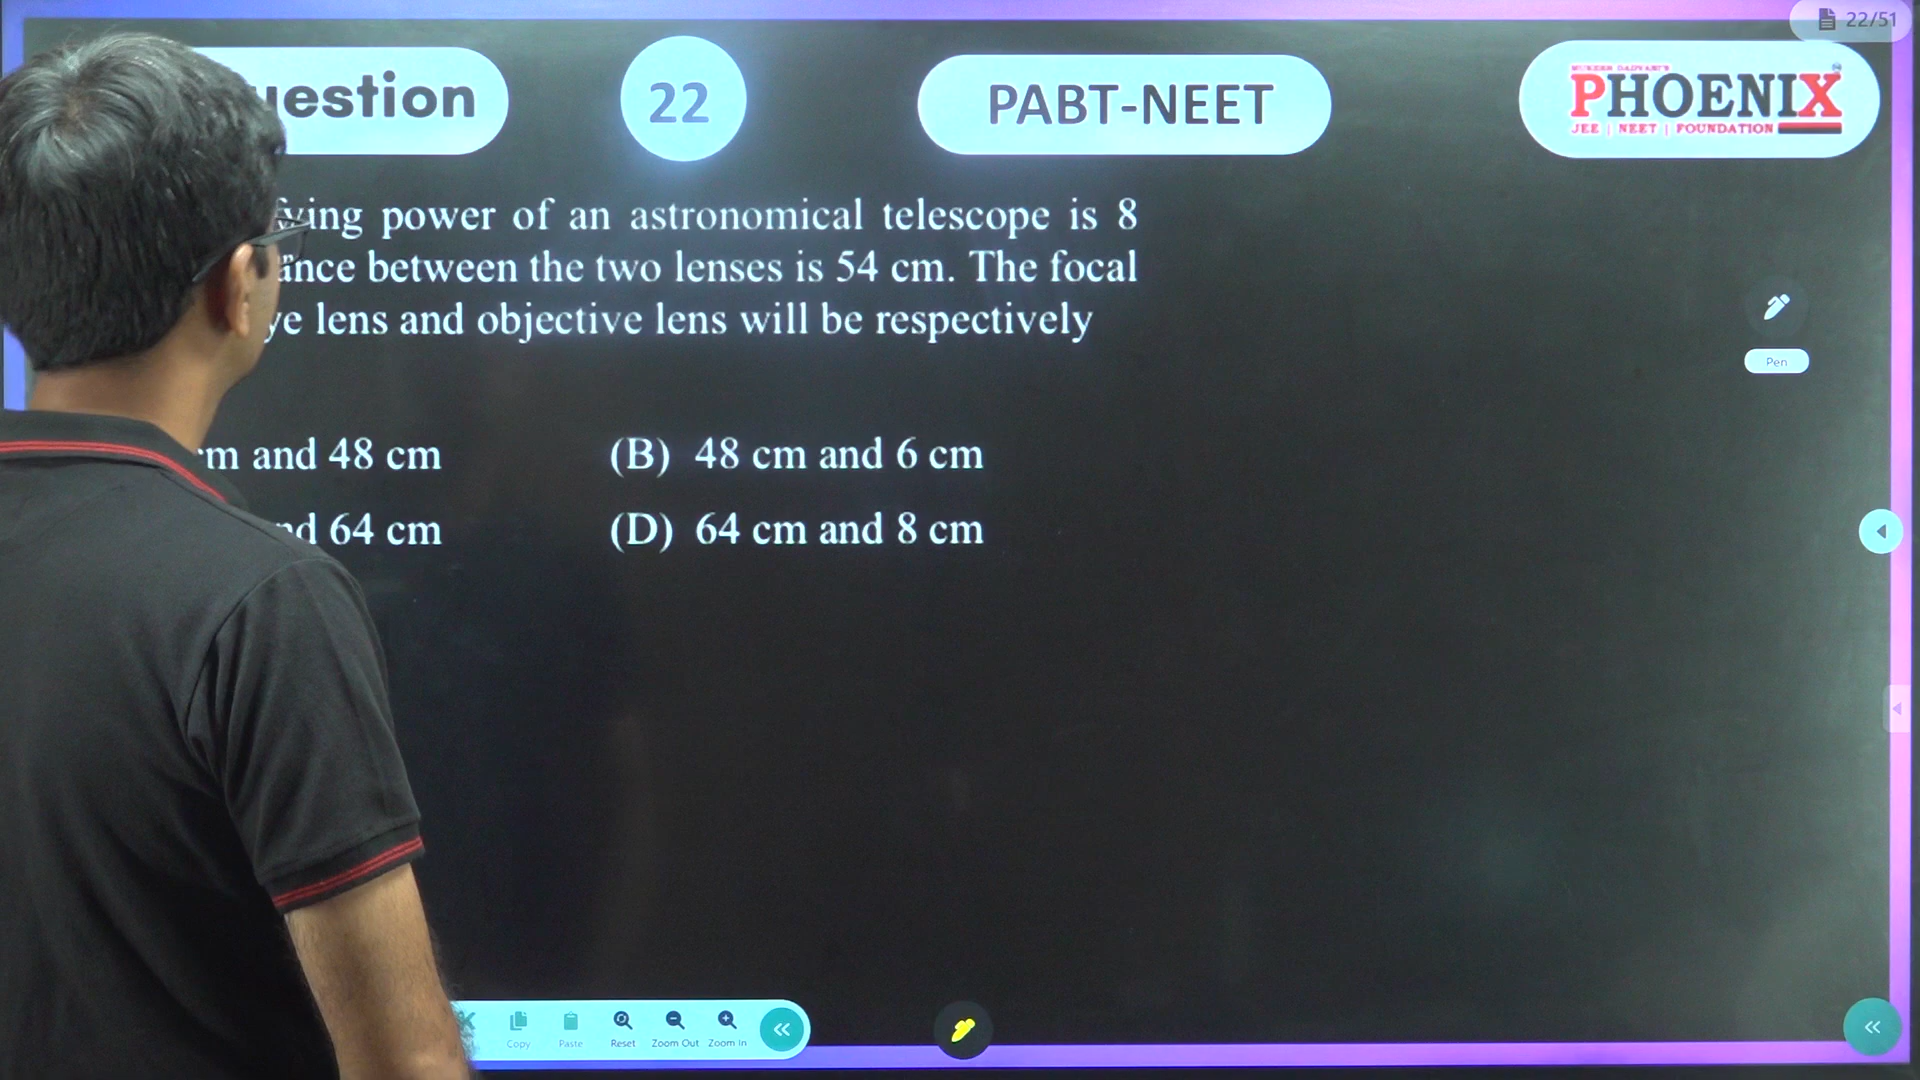 22/51
uestion 22 PABT-NEET
PHOENIX
JEE | NEET | FOUNDATION
ying power of an astronomical telescope is 8
ance between the two lenses is 54 cm. The focal
ye lens and objective lens will be respectively
cm and 48 cm (B) 48 cm and 6 cm
nd 64 cm (D) 64 cm and 8 cm
Pen
Copy Paste Reset Zoom Out Zoom In